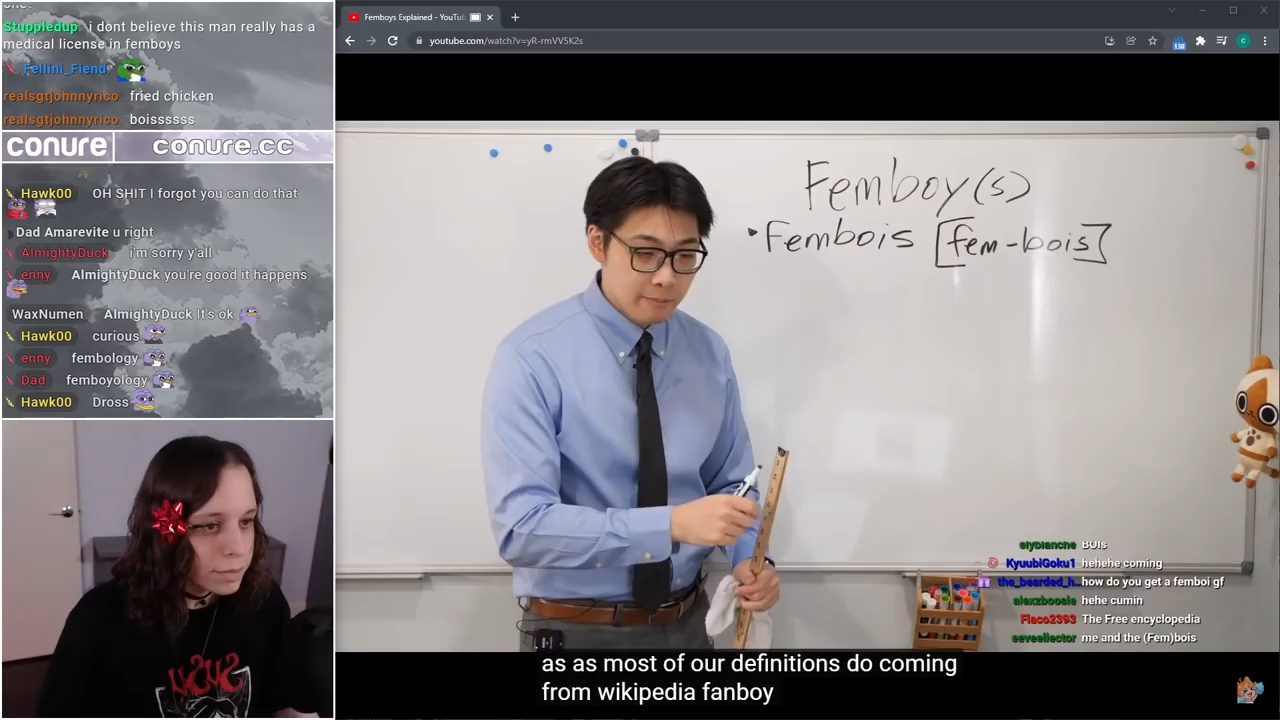 Stuppledup: i dont believe this man really has a
medical license in femboys
Fellini_Fiend
realsgtjohnnyrico fried chicken
realsgtjohnnyrico boissssss
conure conure.cc
Hawk00 OH SHIT I forgot you can do that
Dad Amarevite u right
AlmightyDuck i'm sorry y'all
enny AlmightyDuck you're good it happens
WaxNumen AlmightyDuck It's ok
Hawk00 curious
enny fembology
Dad femboyology
Hawk00 Dross
Femboys Explained - YouTu
youtube.com/watch?v=yR-rmVV5K2s
130
c
Femboy(s)
• Fembois [fem-bois]
elyblanche BOIs
KyuubiGoku1 hehehe coming
the_bearded_h.. how do you get a femboi gf
alexzboosie hehe cumin
Flaco2393 The Free encyclopedia
eeveellector me and the (Fem)bois
as as most of our definitions do coming
from wikipedia fanboy